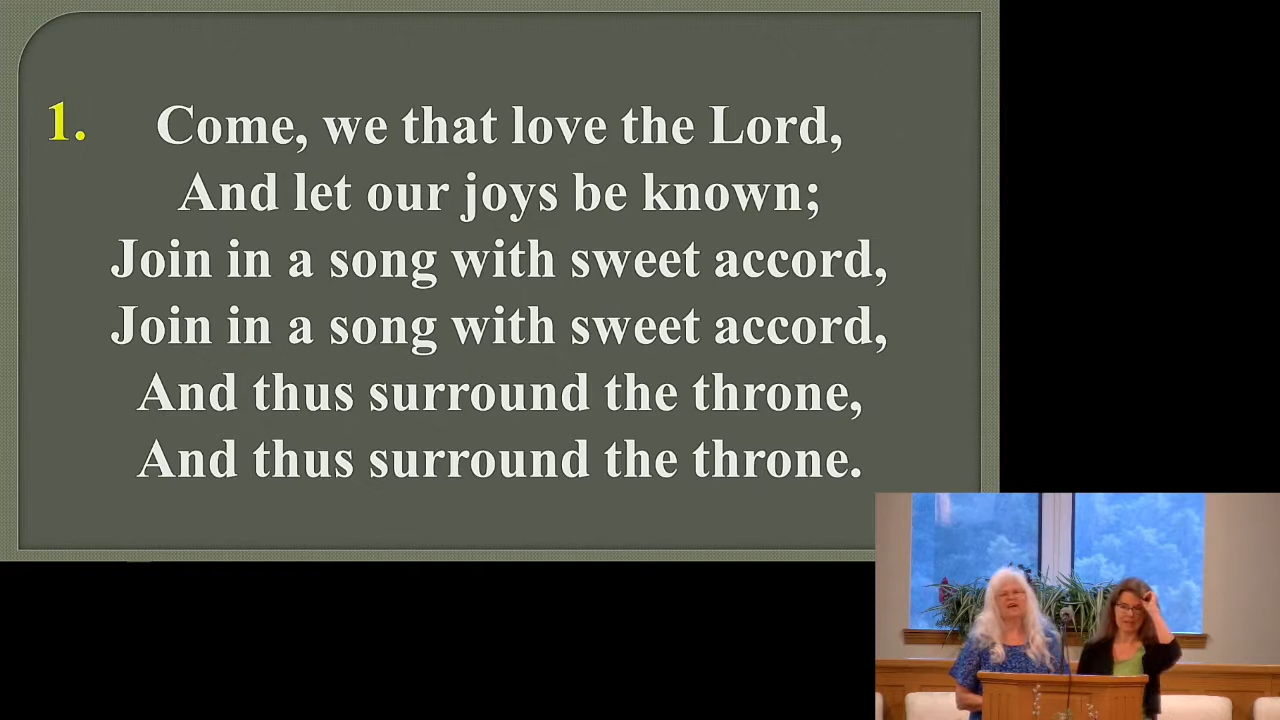 1. Come, we that love the Lord,
And let our joys be known;
Join in a song with sweet accord,
Join in a song with sweet accord,
And thus surround the throne,
And thus surround the throne.